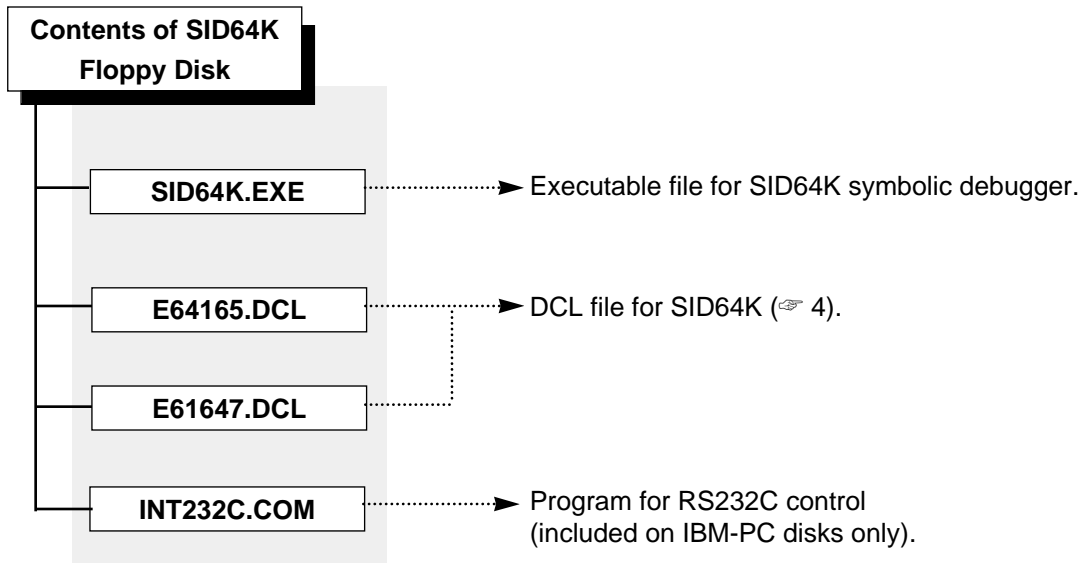 Contents of SID64K
Floppy Disk
SID64K.EXE
Executable file for SID64K symbolic debugger.
E64165.DCL
DCL file for SID64K (☞ 4).
E61647.DCL
INT232C.COM
Program for RS232C control
(included on IBM-PC disks only).